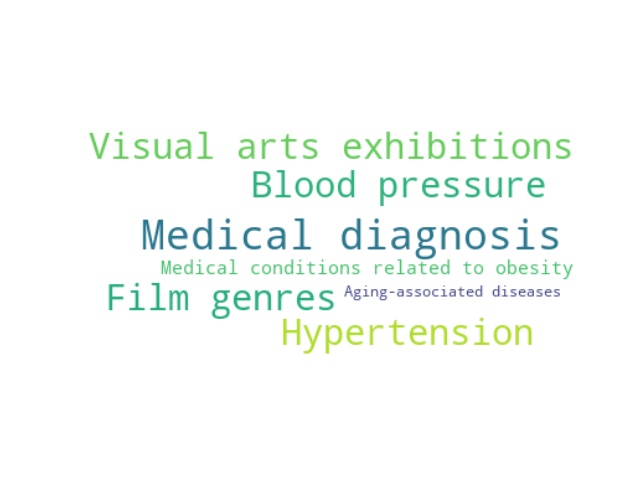 Visual arts exhibitions
Blood pressure
Medical diagnosis
Medical conditions related to obesity
Film genres
Aging-associated diseases
Hypertension